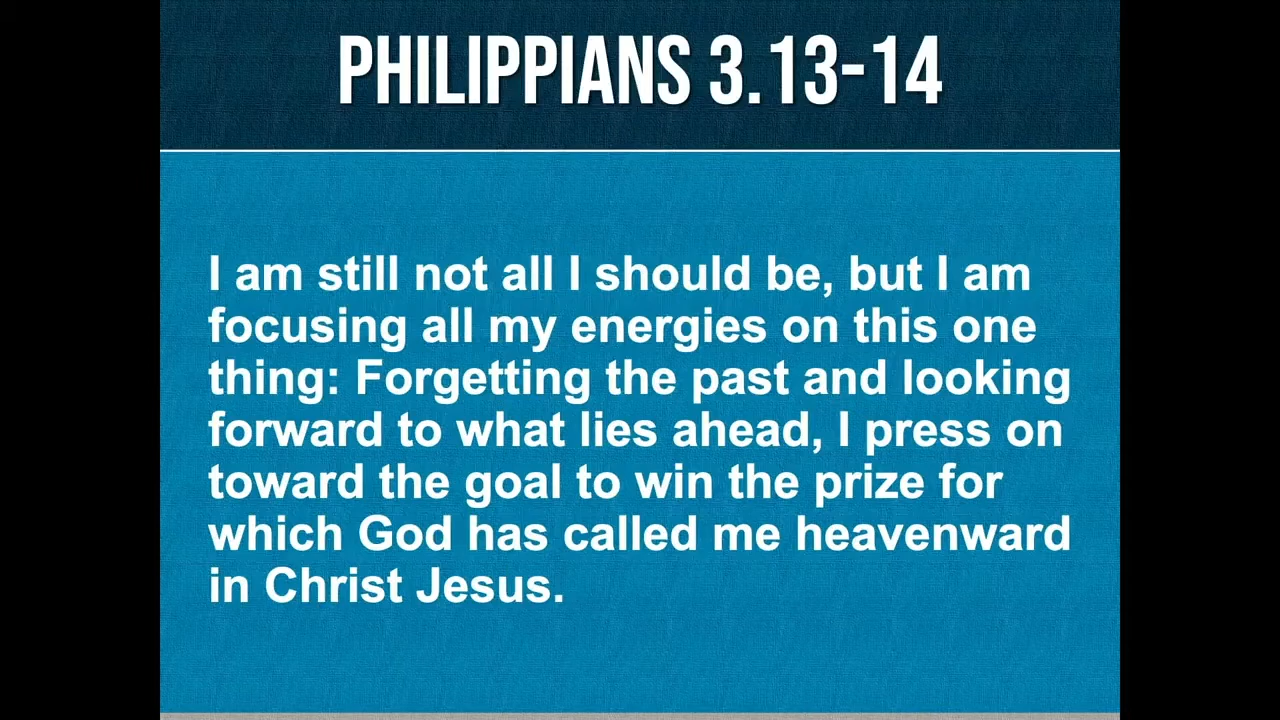 PHILIPPIANS 3.13-14
I am still not all I should be, but I am
focusing all my energies on this one
thing: Forgetting the past and looking
forward to what lies ahead, I press on
toward the goal to win the prize for
which God has called me heavenward
in Christ Jesus.